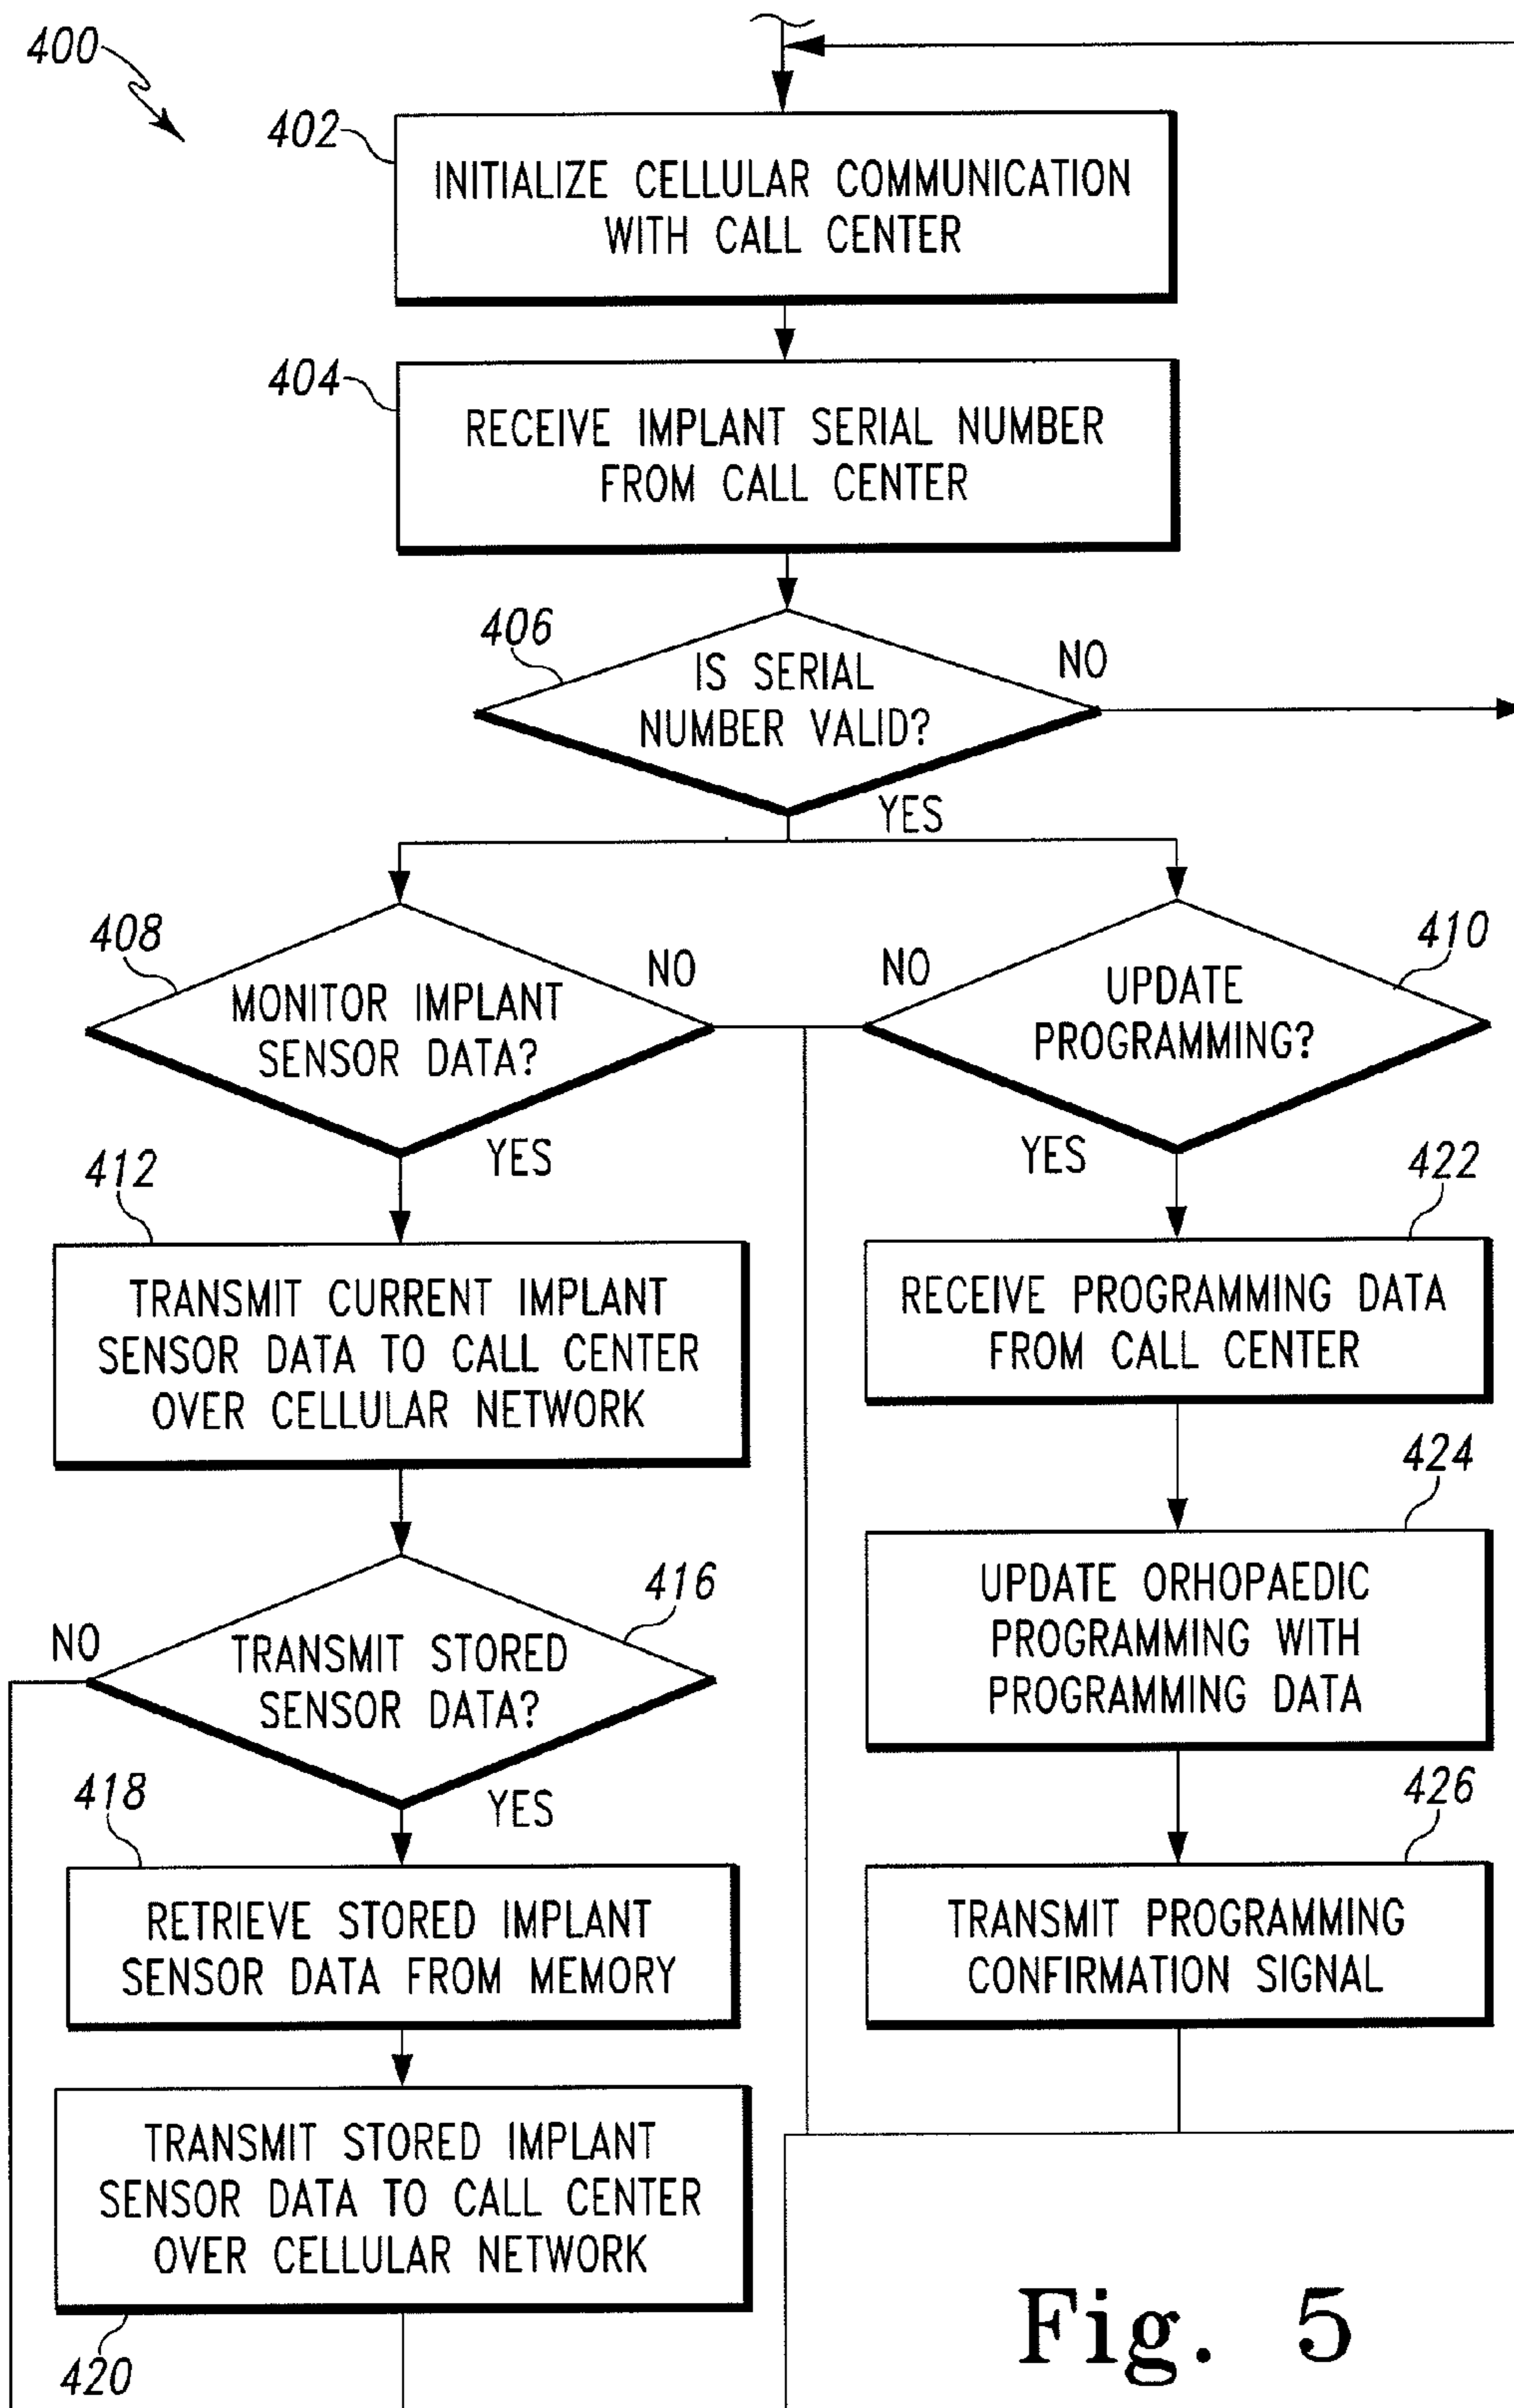 400
402
INITIALIZE CELLULAR COMMUNICATION
WITH CALL CENTER
404
RECEIVE IMPLANT SERIAL NUMBER
FROM CALL CENTER
406
IS SERIAL
NUMBER VALID?
NO
YES
408
MONITOR IMPLANT
SENSOR DATA?
NO
YES
410
UPDATE
PROGRAMMING?
NO
YES
412
TRANSMIT CURRENT IMPLANT
SENSOR DATA TO CALL CENTER
OVER CELLULAR NETWORK
416
TRANSMIT STORED
SENSOR DATA?
NO
YES
418
RETRIEVE STORED IMPLANT
SENSOR DATA FROM MEMORY
TRANSMIT STORED IMPLANT
SENSOR DATA TO CALL CENTER
OVER CELLULAR NETWORK
420
422
RECEIVE PROGRAMMING DATA
FROM CALL CENTER
424
UPDATE ORHOPAEDIC
PROGRAMMING WITH
PROGRAMMING DATA
426
TRANSMIT PROGRAMMING
CONFIRMATION SIGNAL
Fig. 5